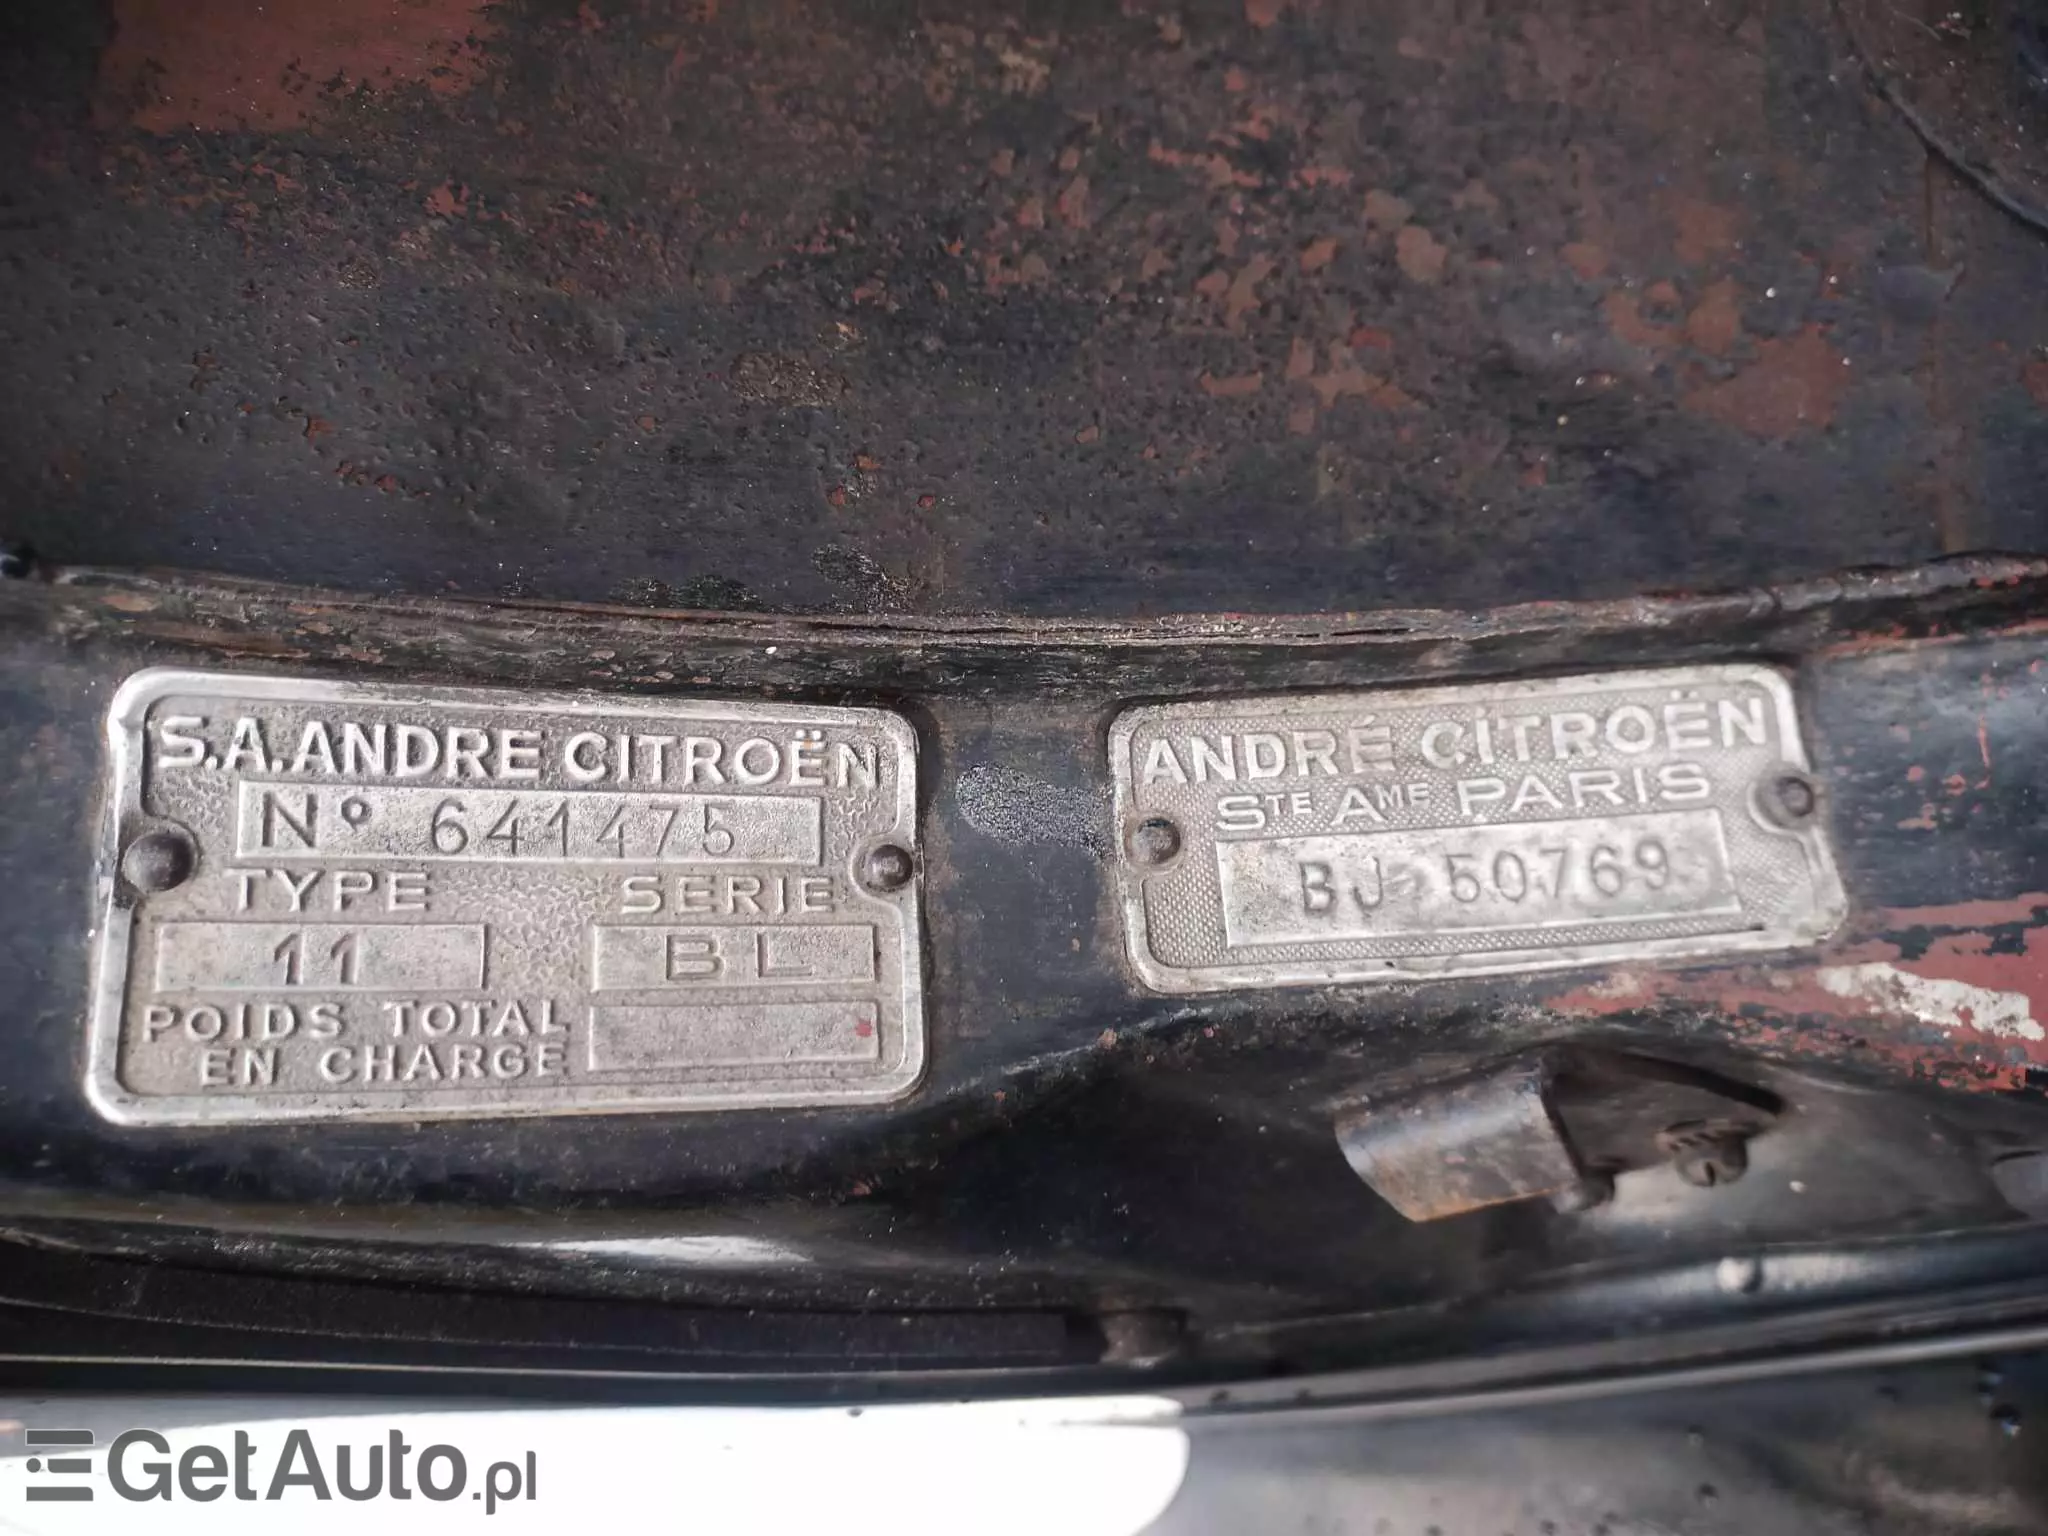 S.A. ANDRE CITROËN
Nº 641475
TYPE SERIE
11 BL
POIDS TOTAL
EN CHARGE
ANDRÉ CITROËN
STE AME PARIS
BJ 50769
GetAuto.pl